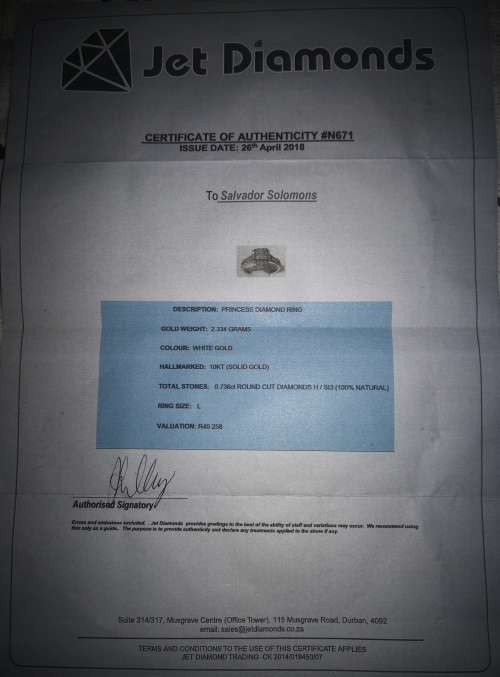 Jet Diamonds
CERTIFICATE OF AUTHENTICITY #N671
ISSUE DATE: 26th April 2018
To Salvador Solomons
DESCRIPTION: PRINCESS DIAMOND RING
GOLD WEIGHT: 2.334 GRAMS
COLOUR: WHITE GOLD
HALLMARKED: 10KT (SOLID GOLD)
TOTAL STONES: 0.736ct ROUND CUT DIAMONDS H / SI3 (100% NATURAL)
RING SIZE: L
VALUATION: R49 258
Authorised Signatory
Errors and omissions excluded. - Jet Diamonds provides gradings to the best of the ability of staff and variations may occur. We recommend using
this only as a guide. The purpose is to provide authenticity and declare any treatments applied to the stone if any.
Suite 314/317, Musgrave Centre (Office Tower), 115 Musgrave Road, Durban, 4092
email: sales@jetdiamonds.co.za
TERMS AND CONDITIONS TO THE USE OF THIS CERTIFICATE APPLIES
JET DIAMOND TRADING -CK 2014/019450/07